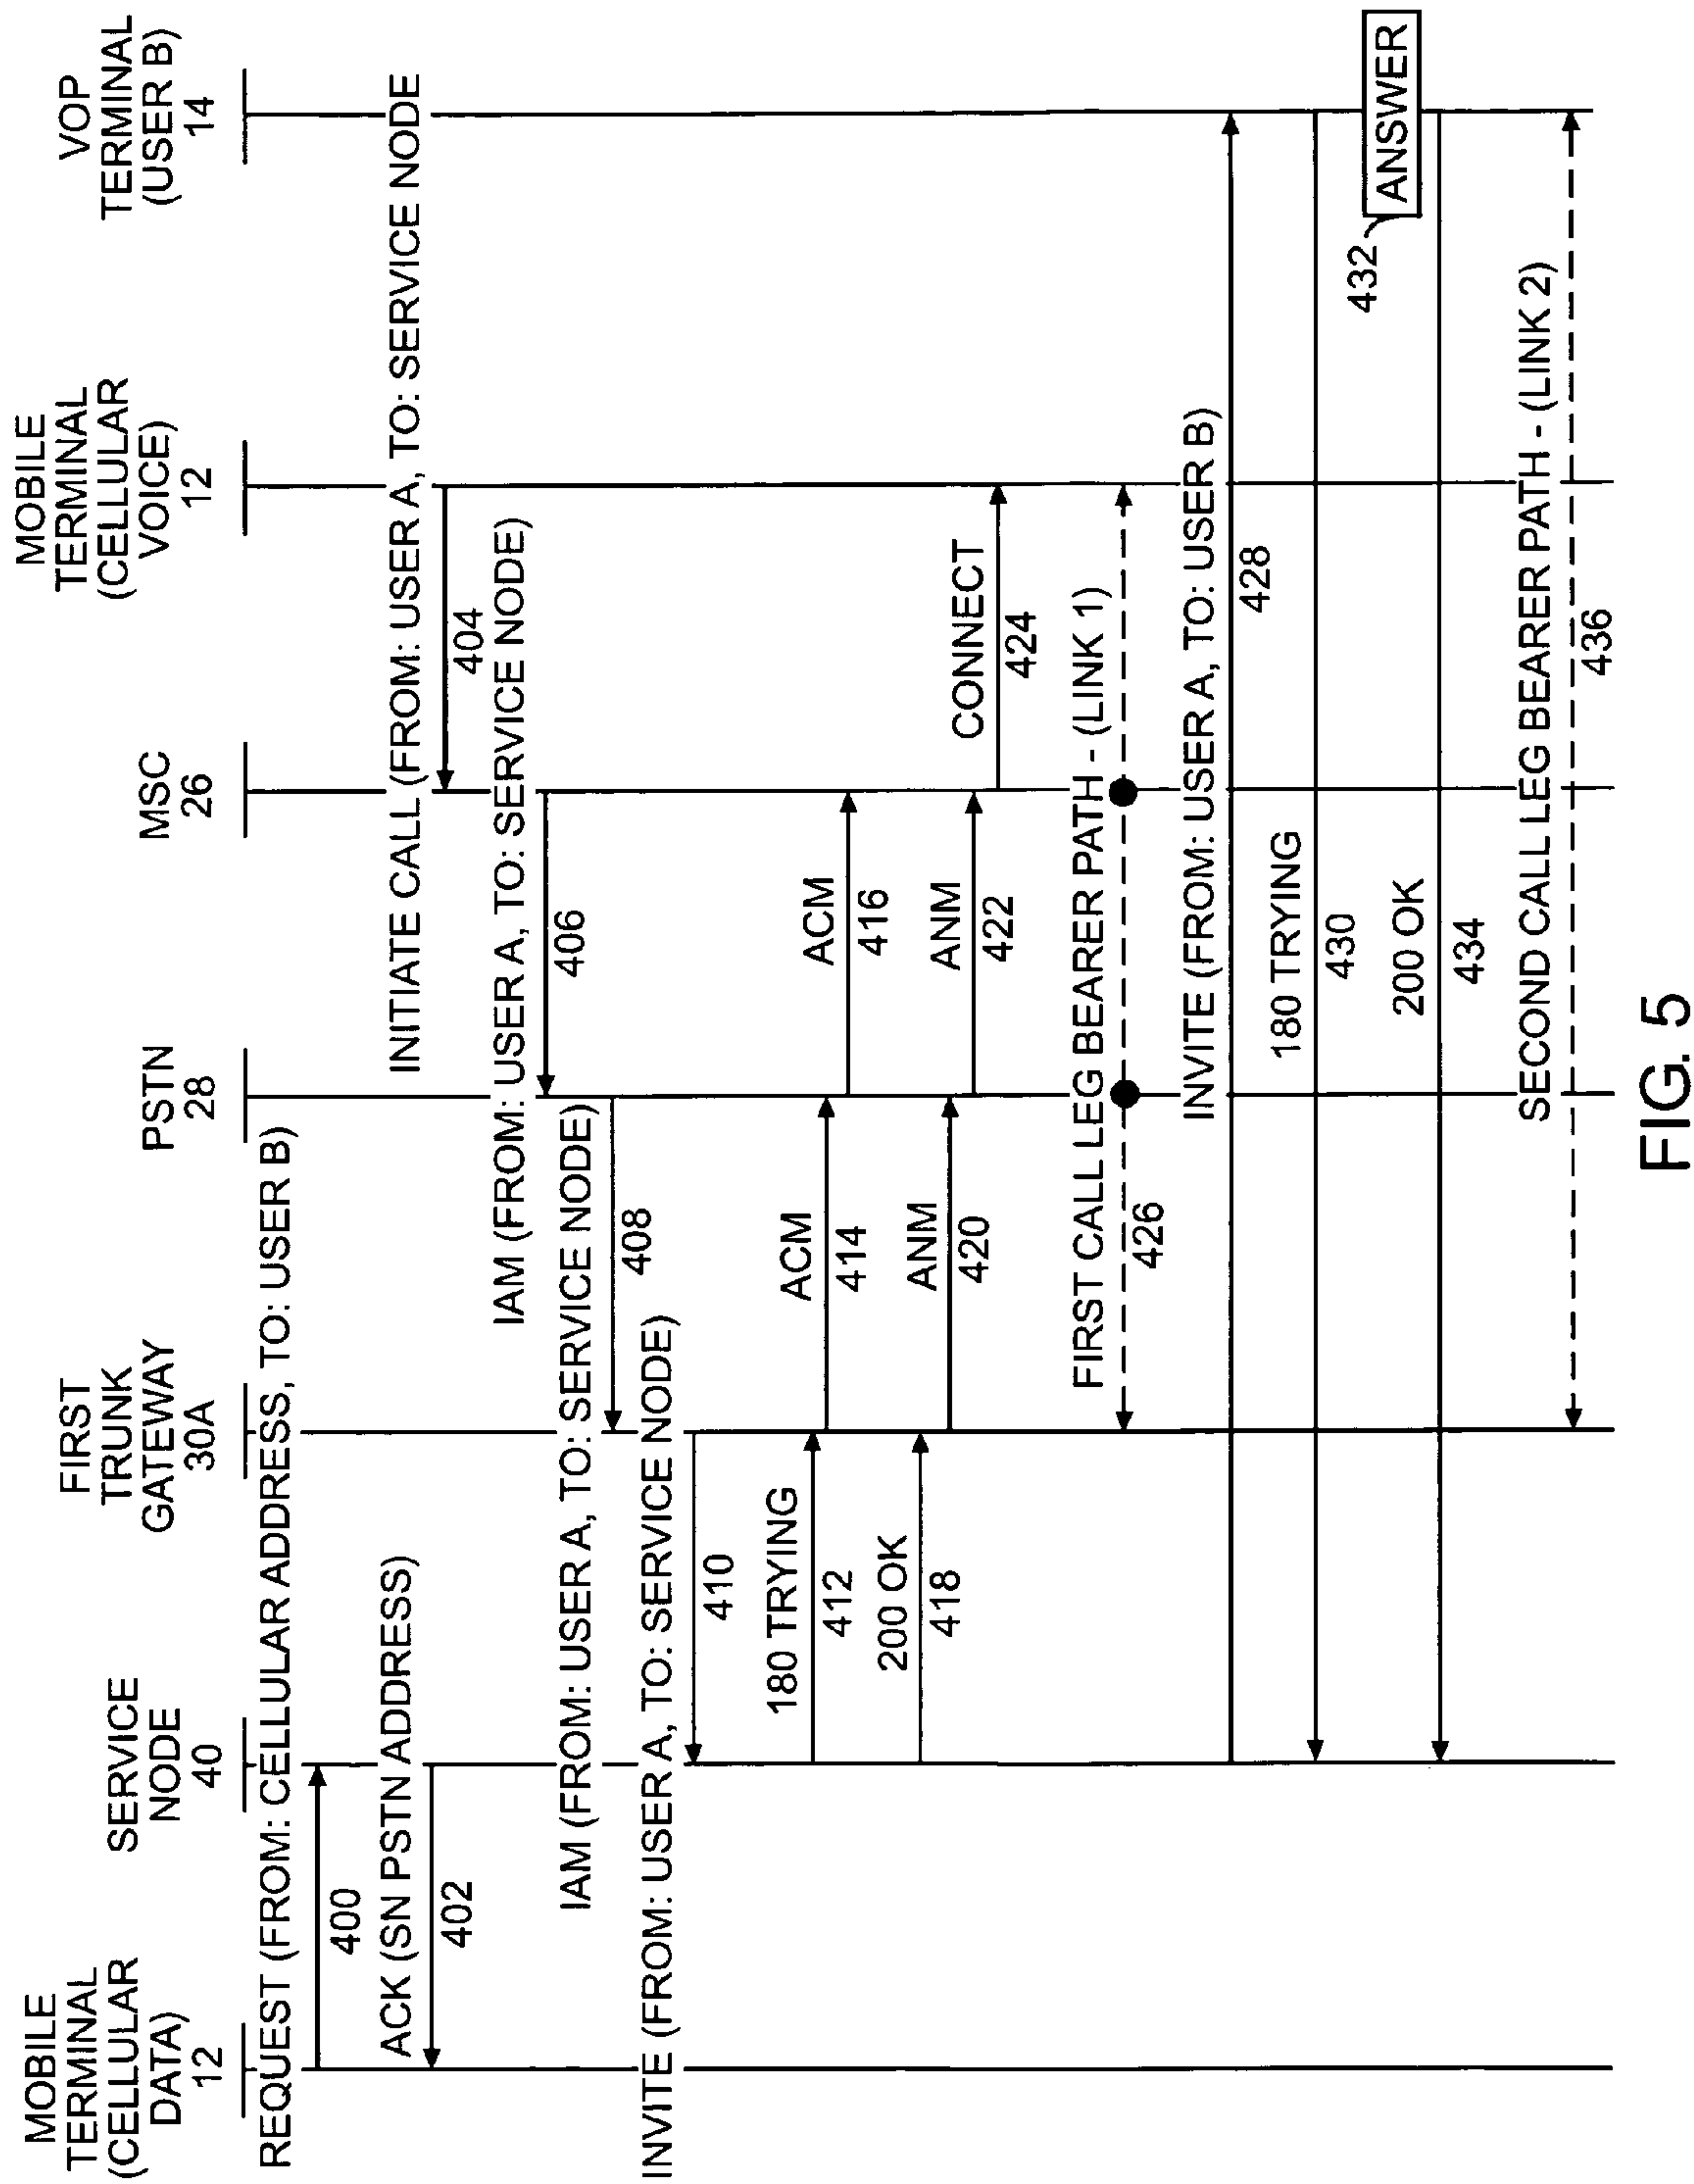 MOBILE
TERMINAL
(CELLULAR
DATA)
12
SERVICE
NODE
40
FIRST
TRUNK
GATEWAY
30A
PSTN
28
MSC
26
MOBILE
TERMINAL
(CELLULAR
VOICE)
12
VOP
TERMINAL
(USER B)
14
REQUEST (FROM: CELLULAR ADDRESS, TO: USER B)
400
ACK (SN PSTN ADDRESS)
402
INITIATE CALL (FROM: USER A, TO: SERVICE NODE
404
IAM (FROM: USER A, TO: SERVICE NODE)
406
IAM (FROM: USER A, TO: SERVICE NODE)
408
INVITE (FROM: USER A, TO: SERVICE NODE)
410
180 TRYING
412
ACM
414
ACM
416
200 OK
418
ANM
420
ANM
422
CONNECT
424
FIRST CALL LEG BEARER PATH - (LINK 1)
426
INVITE (FROM: USER A, TO: USER B)
428
180 TRYING
430
432
ANSWER
200 OK
434
SECOND CALL LEG BEARER PATH - (LINK 2)
436
FIG. 5